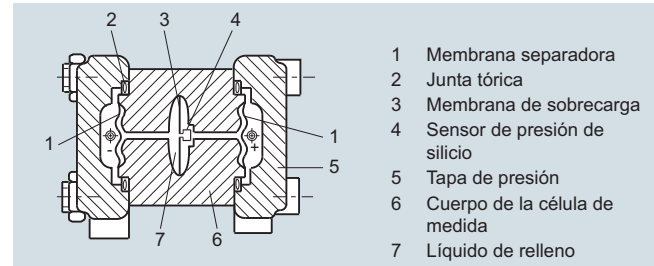 2 3 4
1 1
- +
5
7 6
1 Membrana separadora
2 Junta tórica
3 Membrana de sobrecarga
4 Sensor de presión de
silicio
5 Tapa de presión
6 Cuerpo de la célula de
medida
7 Líquido de relleno